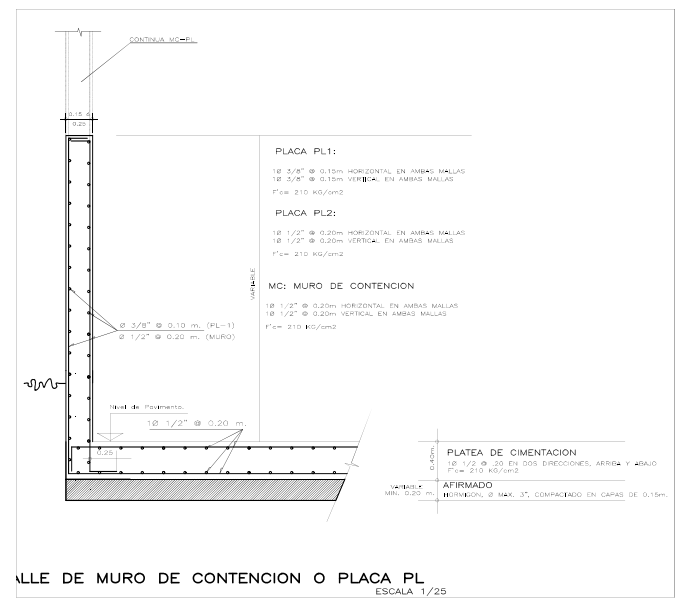 CONTINUA MC-PL
0.15 ó
0.25
PLACA PL1:
1Ø 3/8" @ 0.15m HORIZONTAL EN AMBAS MALLAS
1Ø 3/8" @ 0.15m VERTICAL EN AMBAS MALLAS
F'c= 210 KG/cm2
PLACA PL2:
1Ø 1/2" @ 0.20m HORIZONTAL EN AMBAS MALLAS
1Ø 1/2" @ 0.20m VERTICAL EN AMBAS MALLAS
F'c= 210 KG/cm2
VARIABLE
MC: MURO DE CONTENCION
1Ø 1/2" @ 0.20m HORIZONTAL EN AMBAS MALLAS
1Ø 1/2" @ 0.20m VERTICAL EN AMBAS MALLAS
F'c= 210 KG/cm2
Ø 3/8" @ 0.10 m. (PL-1)
Ø 1/2" @ 0.20 m. (MURO)
Nivel de Pavimento.
1Ø 1/2" @ 0.20 m.
0.25
0.40m.
PLATEA DE CIMENTACION
1Ø 1/2 @ .20 EN DOS DIRECCIONES, ARRIBA Y ABAJO
F'c= 210 KG/cm2
VARIABLE
MIN. 0.20 m.
AFIRMADO
HORMIGON, Ø MAX. 3", COMPACTADO EN CAPAS DE 0.15m.
ALLE DE MURO DE CONTENCION O PLACA PL
ESCALA 1/25